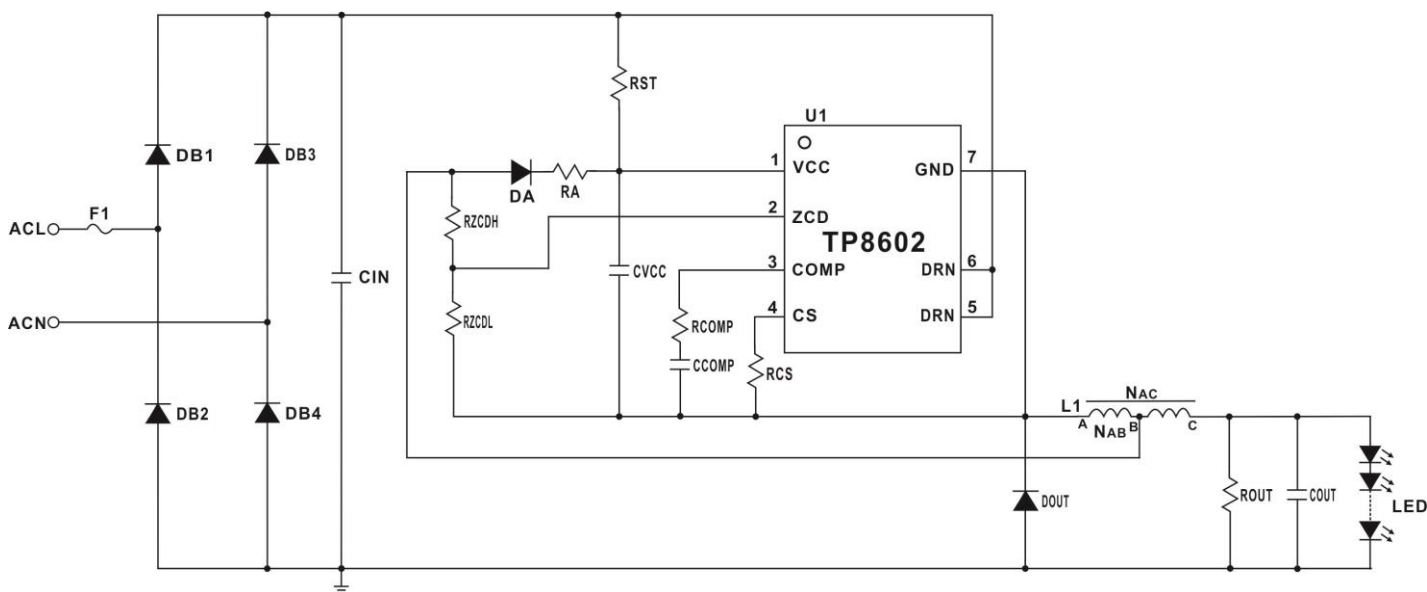 RST
U1
DB1
DB3
1
VCC
GND
7
DA
RA
2
ZCD
F1
RZCDH
ACL
TP8602
CIN
CVCC
3
COMP
DRN
6
ACN
RZCDL
4
CS
DRN
5
RCOMP
CCOMP
RCS
DB2
DB4
L1
NAC
A
NAB
B
C
DOUT
ROUT
COUT
LED